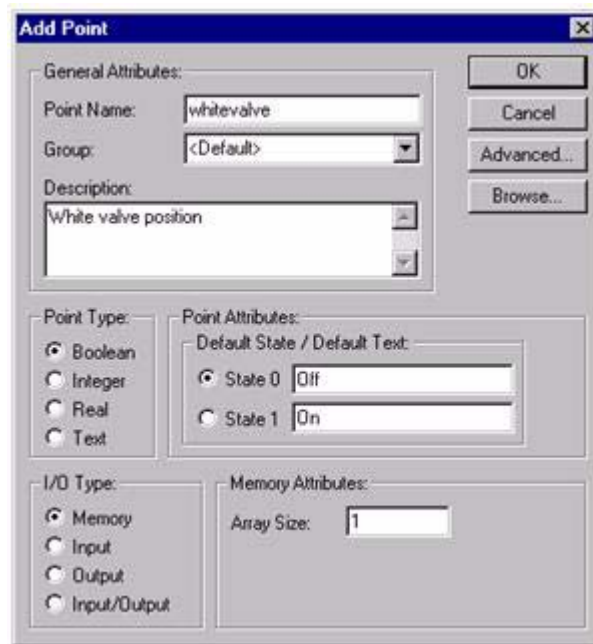 Add Point
General Attributes:
Point Name: whitevalve
Group: <Default>
Description:
White valve position
OK
Cancel
Advanced...
Browse...
Point Type:
Boolean
Integer
Real
Text
Point Attributes:
Default State / Default Text:
State 0 Off
State 1 On
I/O Type:
Memory
Input
Output
Input/Output
Memory Attributes:
Array Size: 1